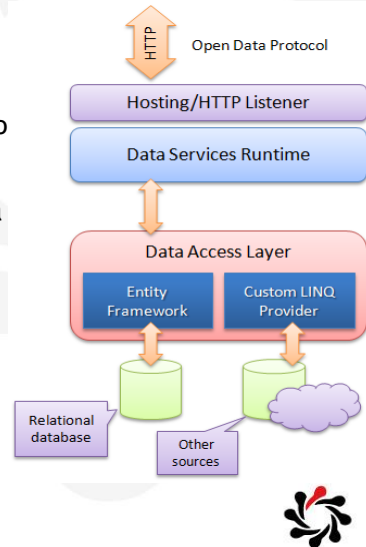 HTTP
Open Data Protocol
Hosting/HTTP Listener
Data Services Runtime
Data Access Layer
Entity
Framework
Custom LINQ
Provider
Relational
database
Other
sources